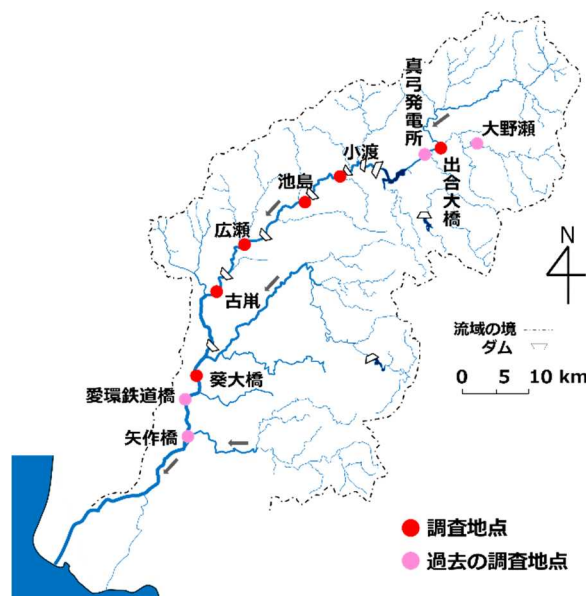 真弓発電所
大野瀬
小渡
出合大橋
池島
広瀬
古鼡
N
流域の境
ダム
0 5 10 km
葵大橋
愛環鉄道橋
矢作橋
調査地点
過去の調査地点